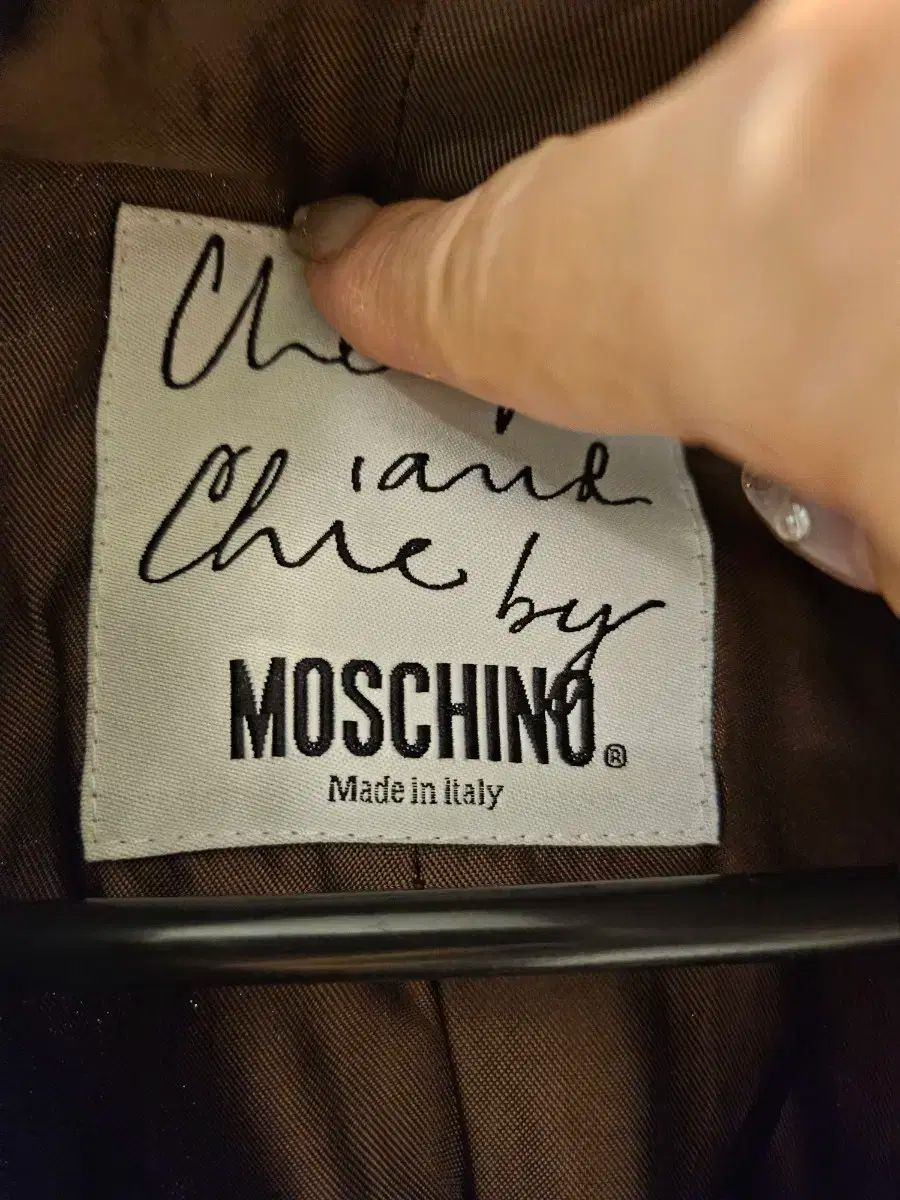 and
Chic by
MOSCHINO®
Made in Italy